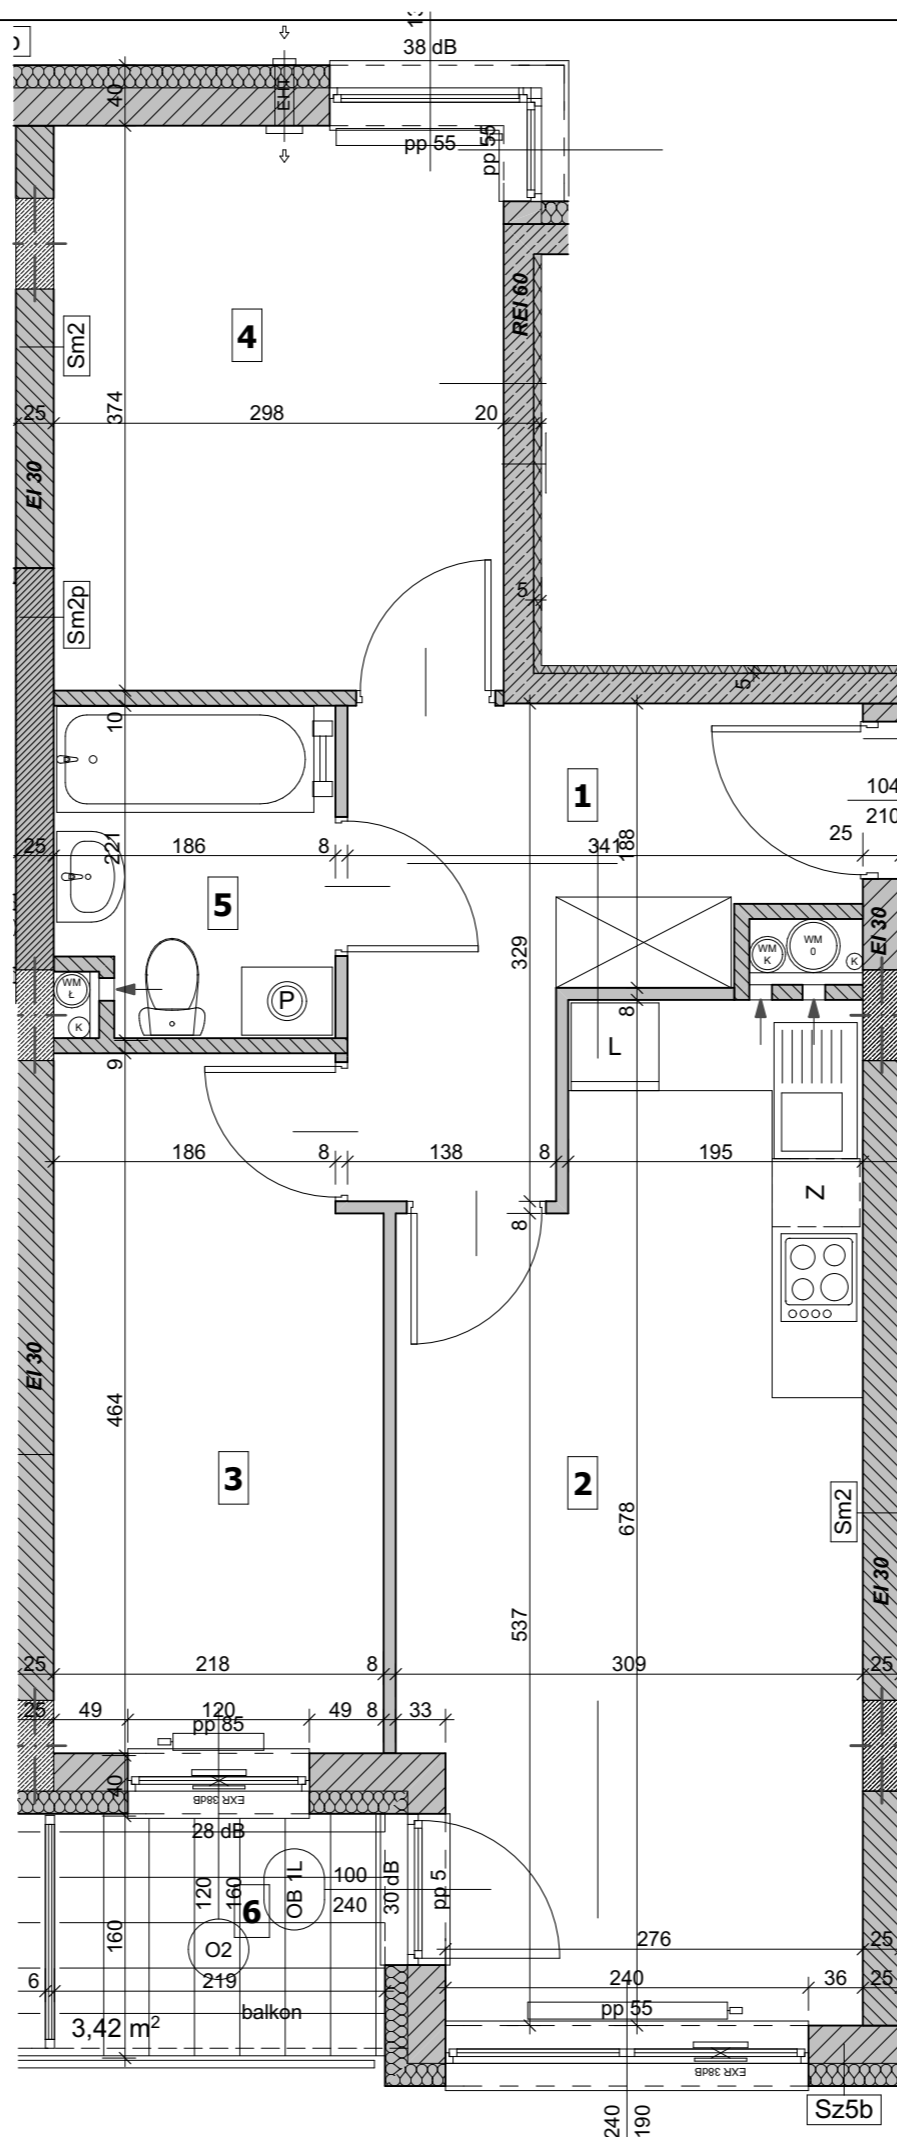 38 dB
40
EHT
pp 55
pp 55
REI 60
4
Sm2
374
25
298
20
EI 30
Sm2p
5
5
10
1
104
210
25
341
188
25
186
8
221
5
329
EI 30
WM
K
WM
0
K
WM
Ł
K
P
8
L
9
186
8
138
8
195
Z
8
EI 30
464
3
2
678
Sm2
EI 30
537
25
218
8
309
25
25
49
120
49
8
33
pp 85
40
EXR 38dB
28 dB
120
160
OB 1L
100
240
30 dB
pp 5
6
O2
160
276
25
6
219
240
36
25
balkon
pp 55
3,42 m²
EXR 38dB
Sz5b
240
190